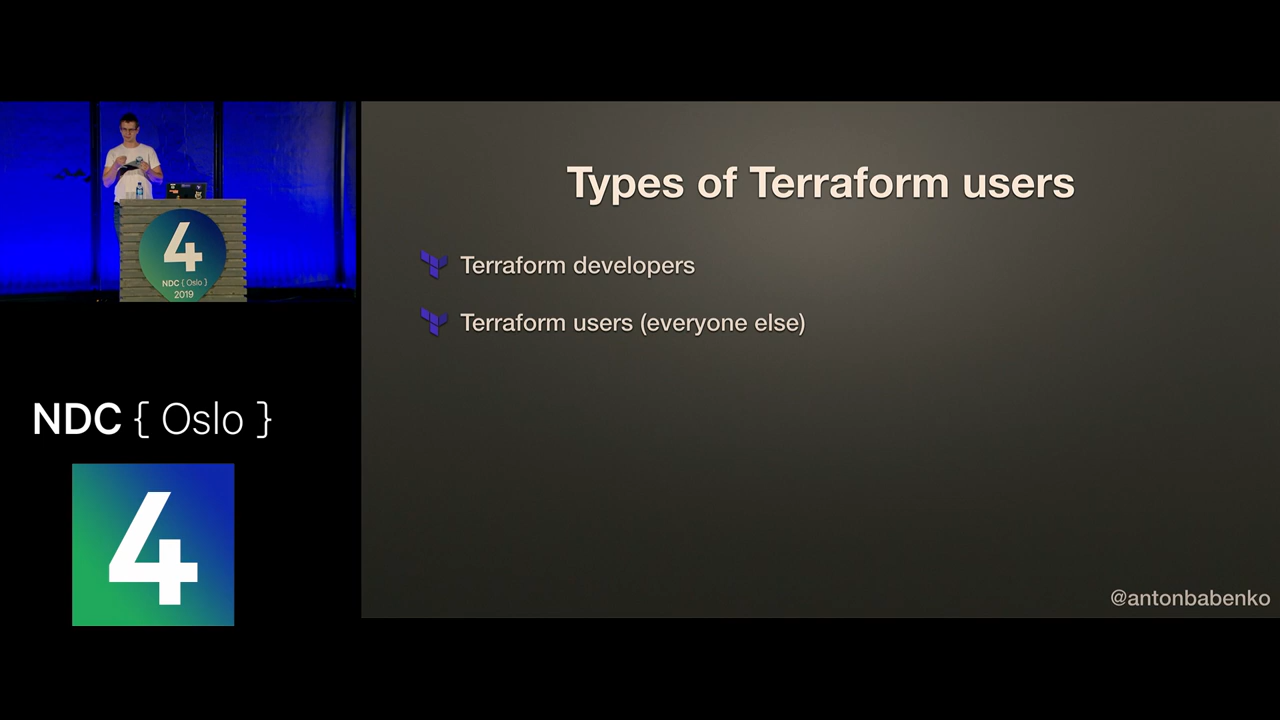 Types of Terraform users
Terraform developers
Terraform users (everyone else)
@antonbabenko
4
NDC { Oslo }
2019
NDC { Oslo }
4